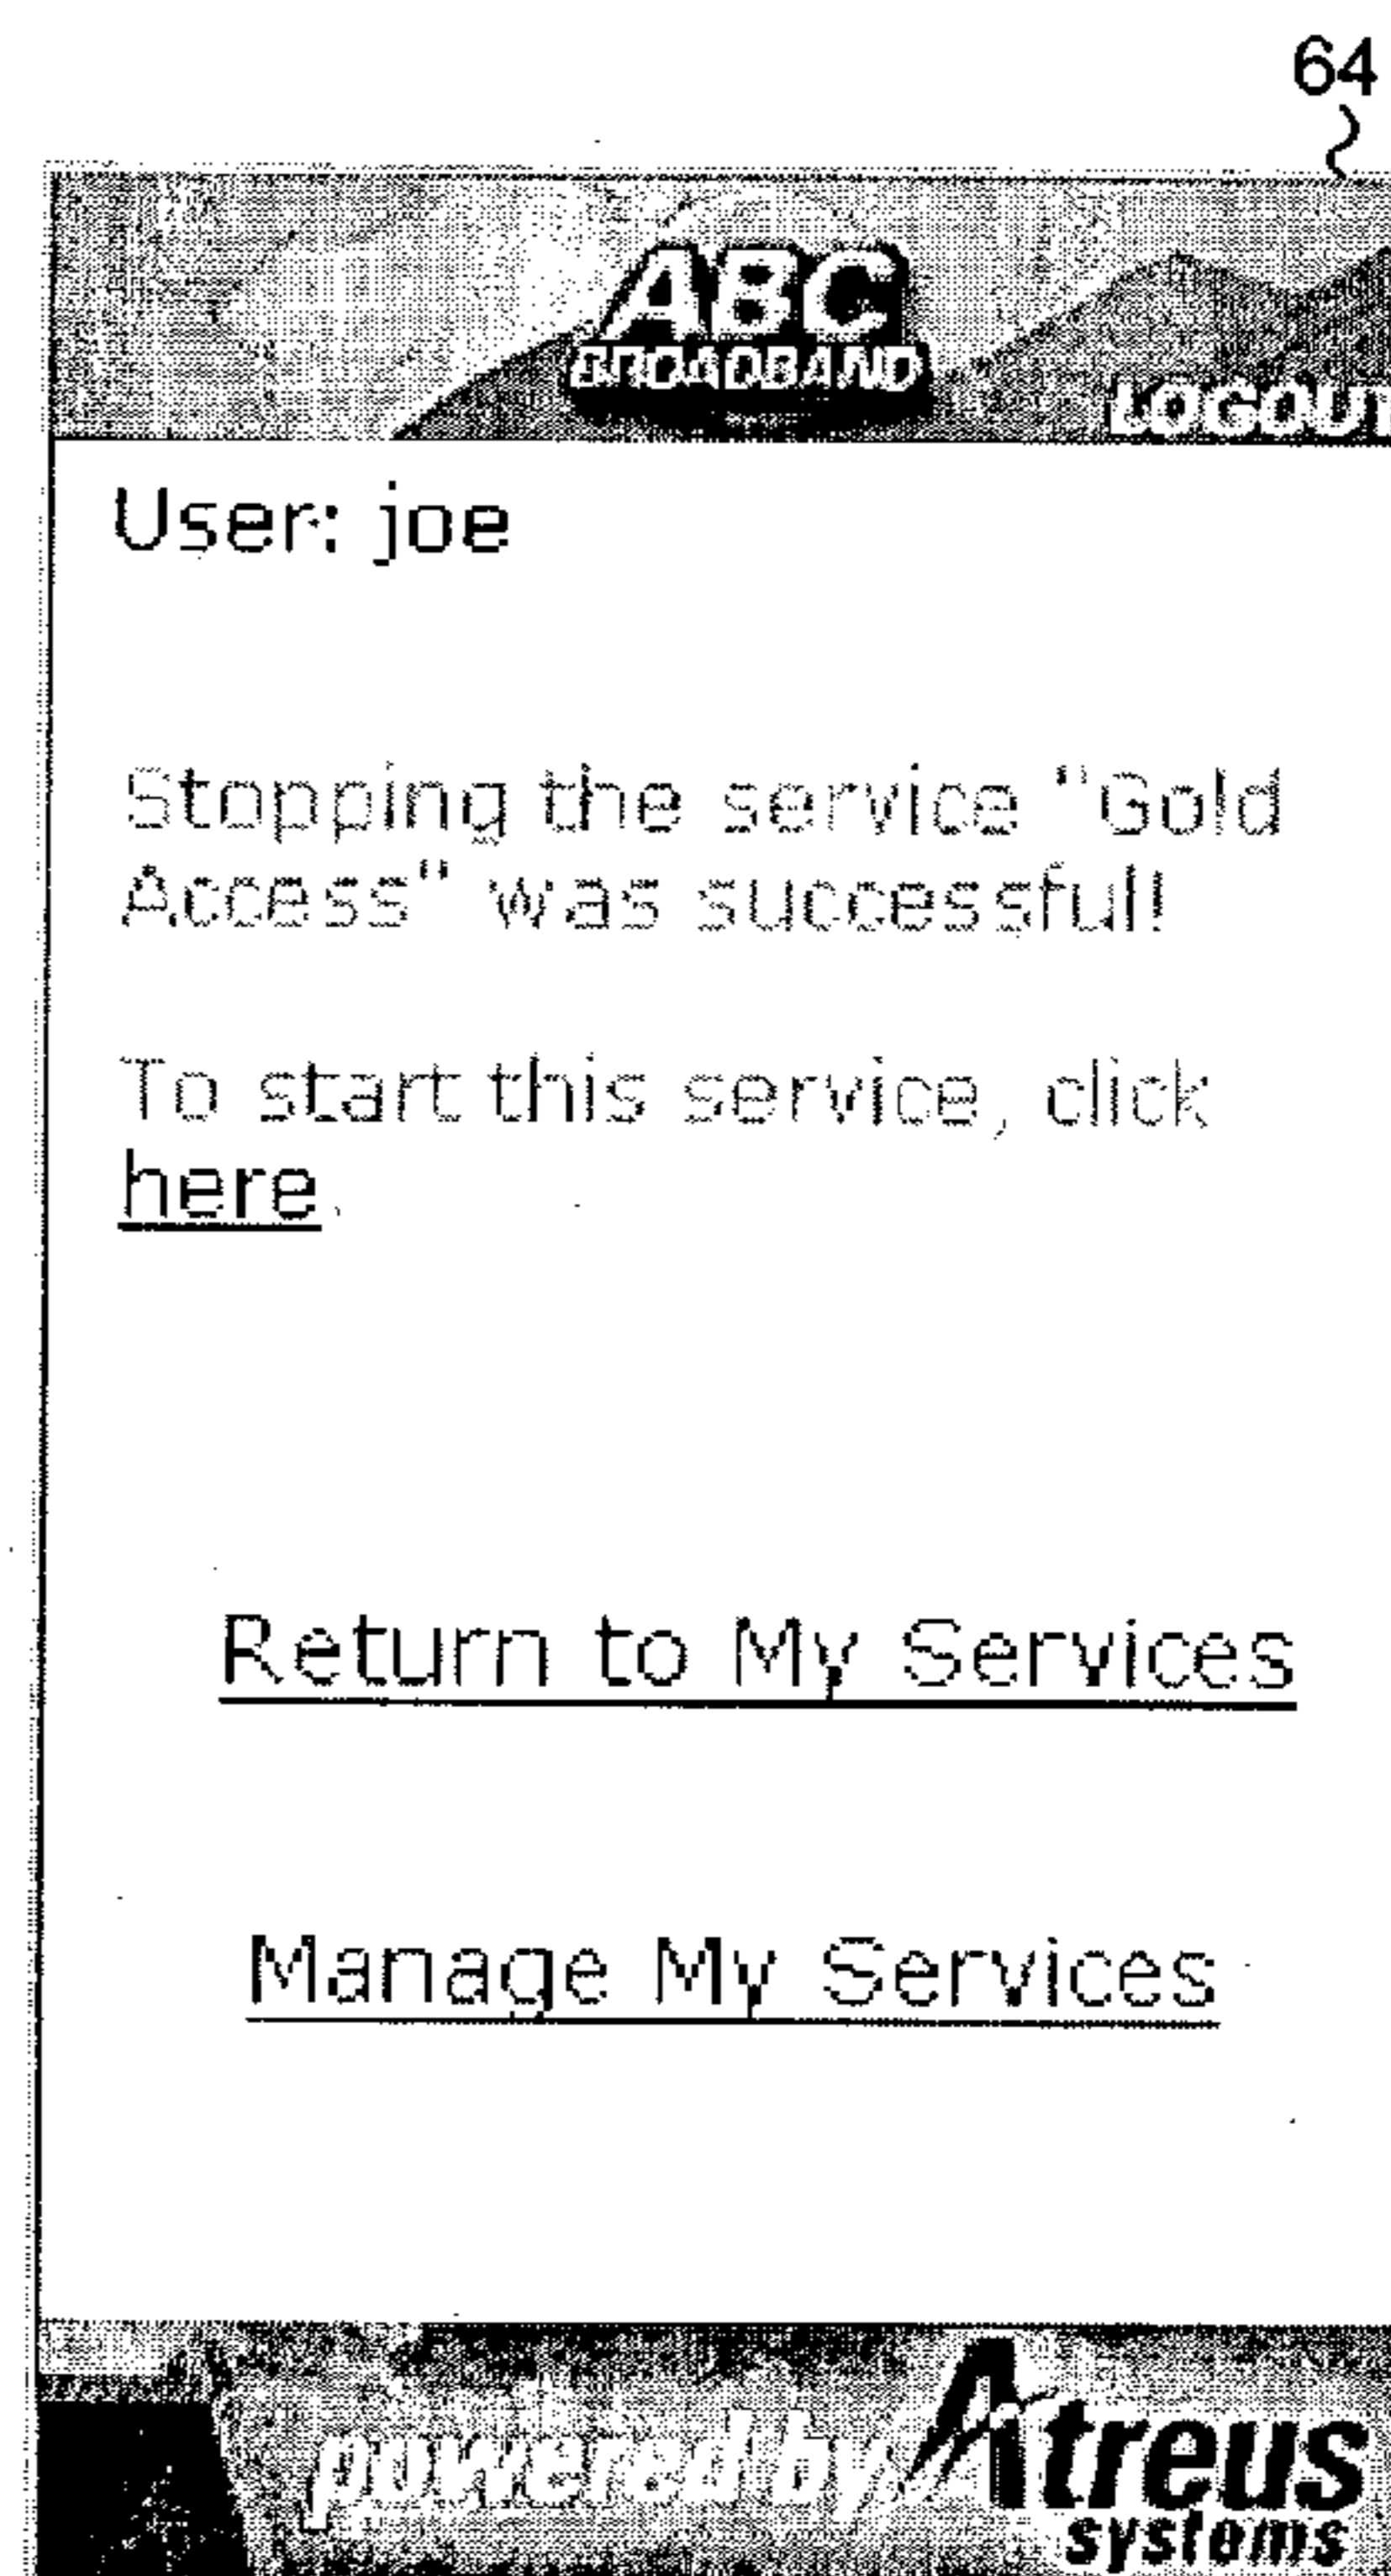 64
ABC
BROADBAND
LOGOUT
User: joe
Stopping the service "Gold
Access" was successful!
To start this service, click
here.
Return to My Services
Manage My Services
powered by Atreus
systems